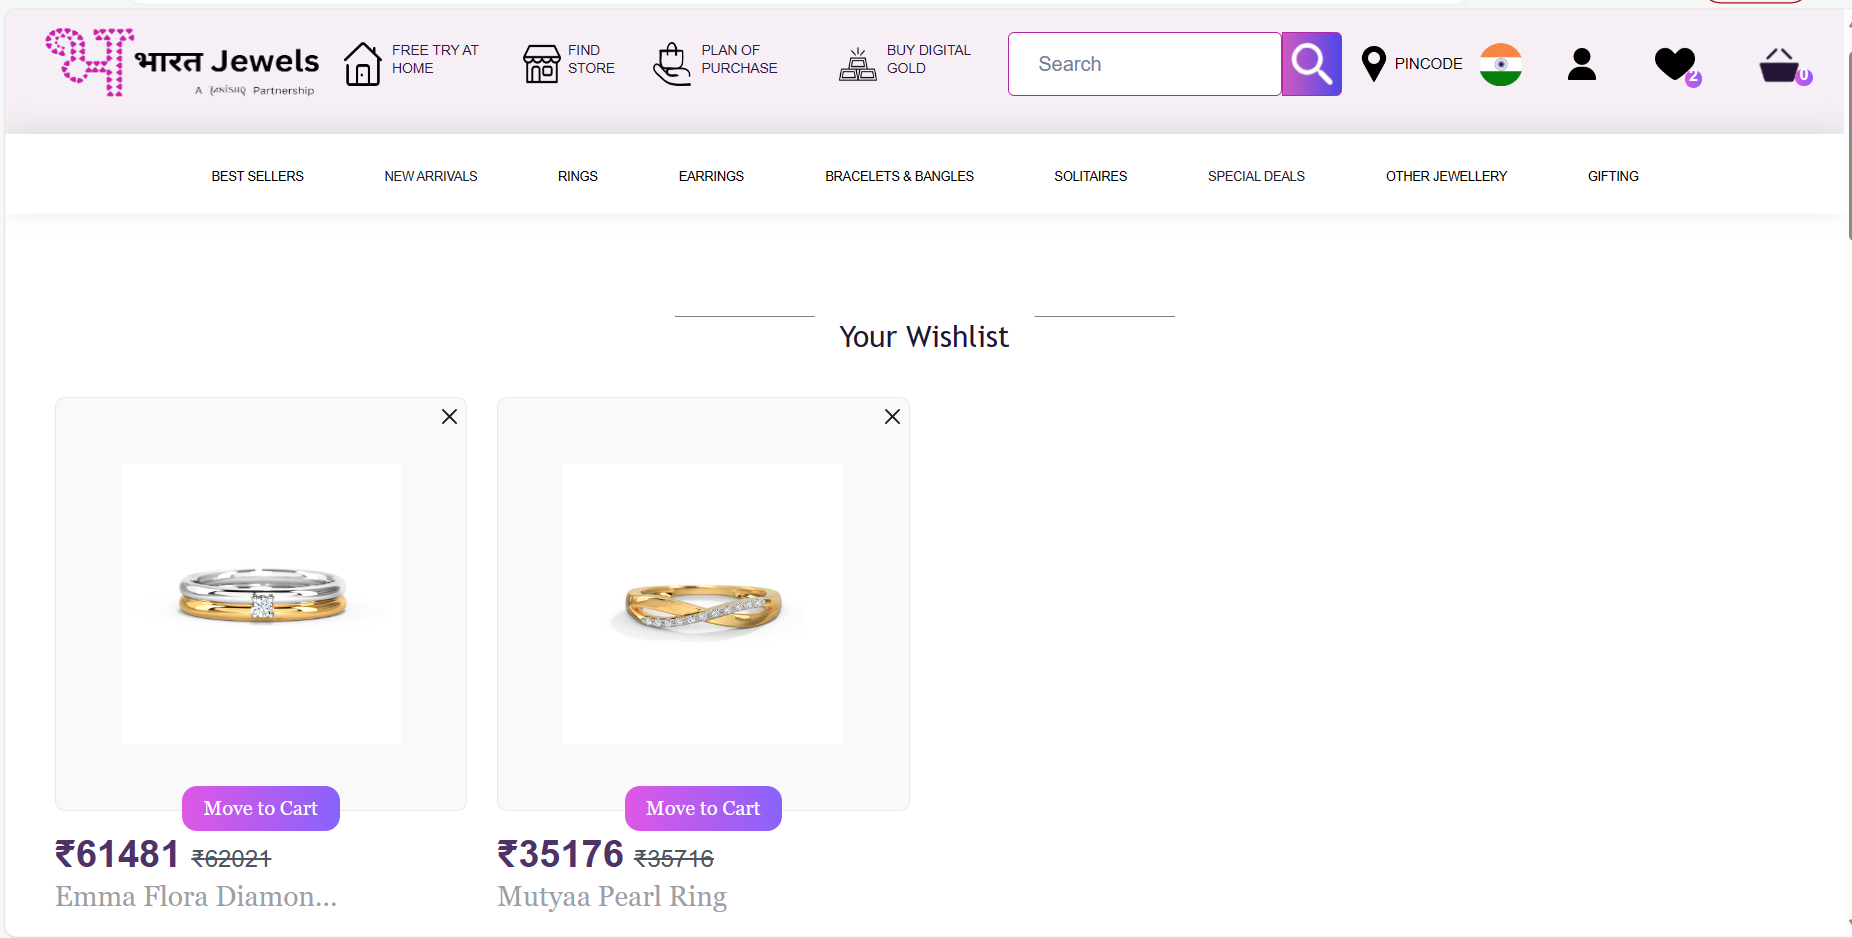 भारत Jewels
A TANISHQ Partnership
FREE TRY AT
HOME
FIND
STORE
PLAN OF
PURCHASE
BUY DIGITAL
GOLD
Search
PINCODE
2
0
BEST SELLERS
NEW ARRIVALS
RINGS
EARRINGS
BRACELETS & BANGLES
SOLITAIRES
SPECIAL DEALS
OTHER JEWELLERY
GIFTING
Your Wishlist
Move to Cart
₹61481 ₹62021
Emma Flora Diamon...
Move to Cart
₹35176 ₹35716
Mutyaa Pearl Ring